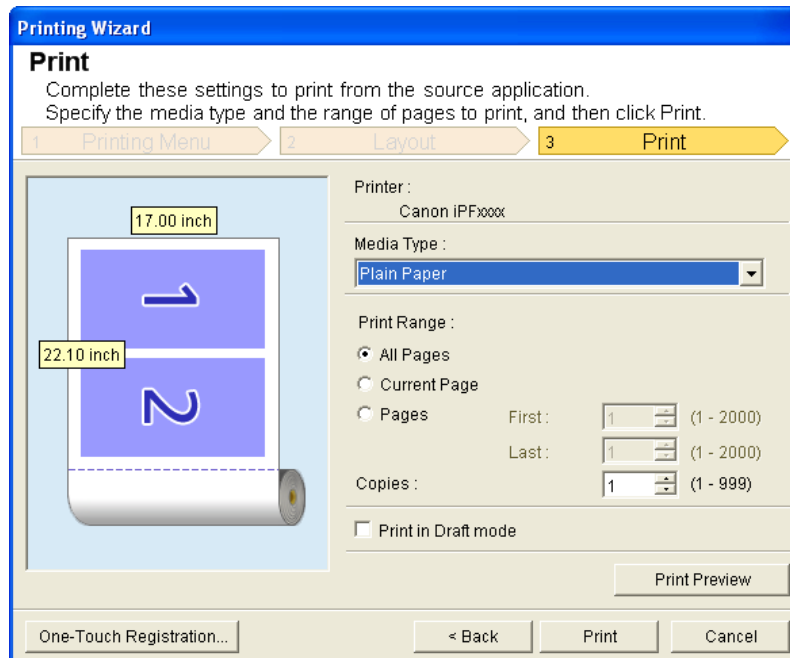 Printing Wizard
Print
Complete these settings to print from the source application.
Specify the media type and the range of pages to print, and then click Print.
1 Printing Menu 2 Layout 3 Print
17.00 inch
1
22.10 inch
2
Printer :
Canon iPFxxxx
Media Type :
Plain Paper
Print Range :
All Pages
Current Page
Pages First : 1 (1 - 2000)
Last : 1 (1 - 2000)
Copies : 1 (1 - 999)
Print in Draft mode
Print Preview
One-Touch Registration... < Back Print Cancel